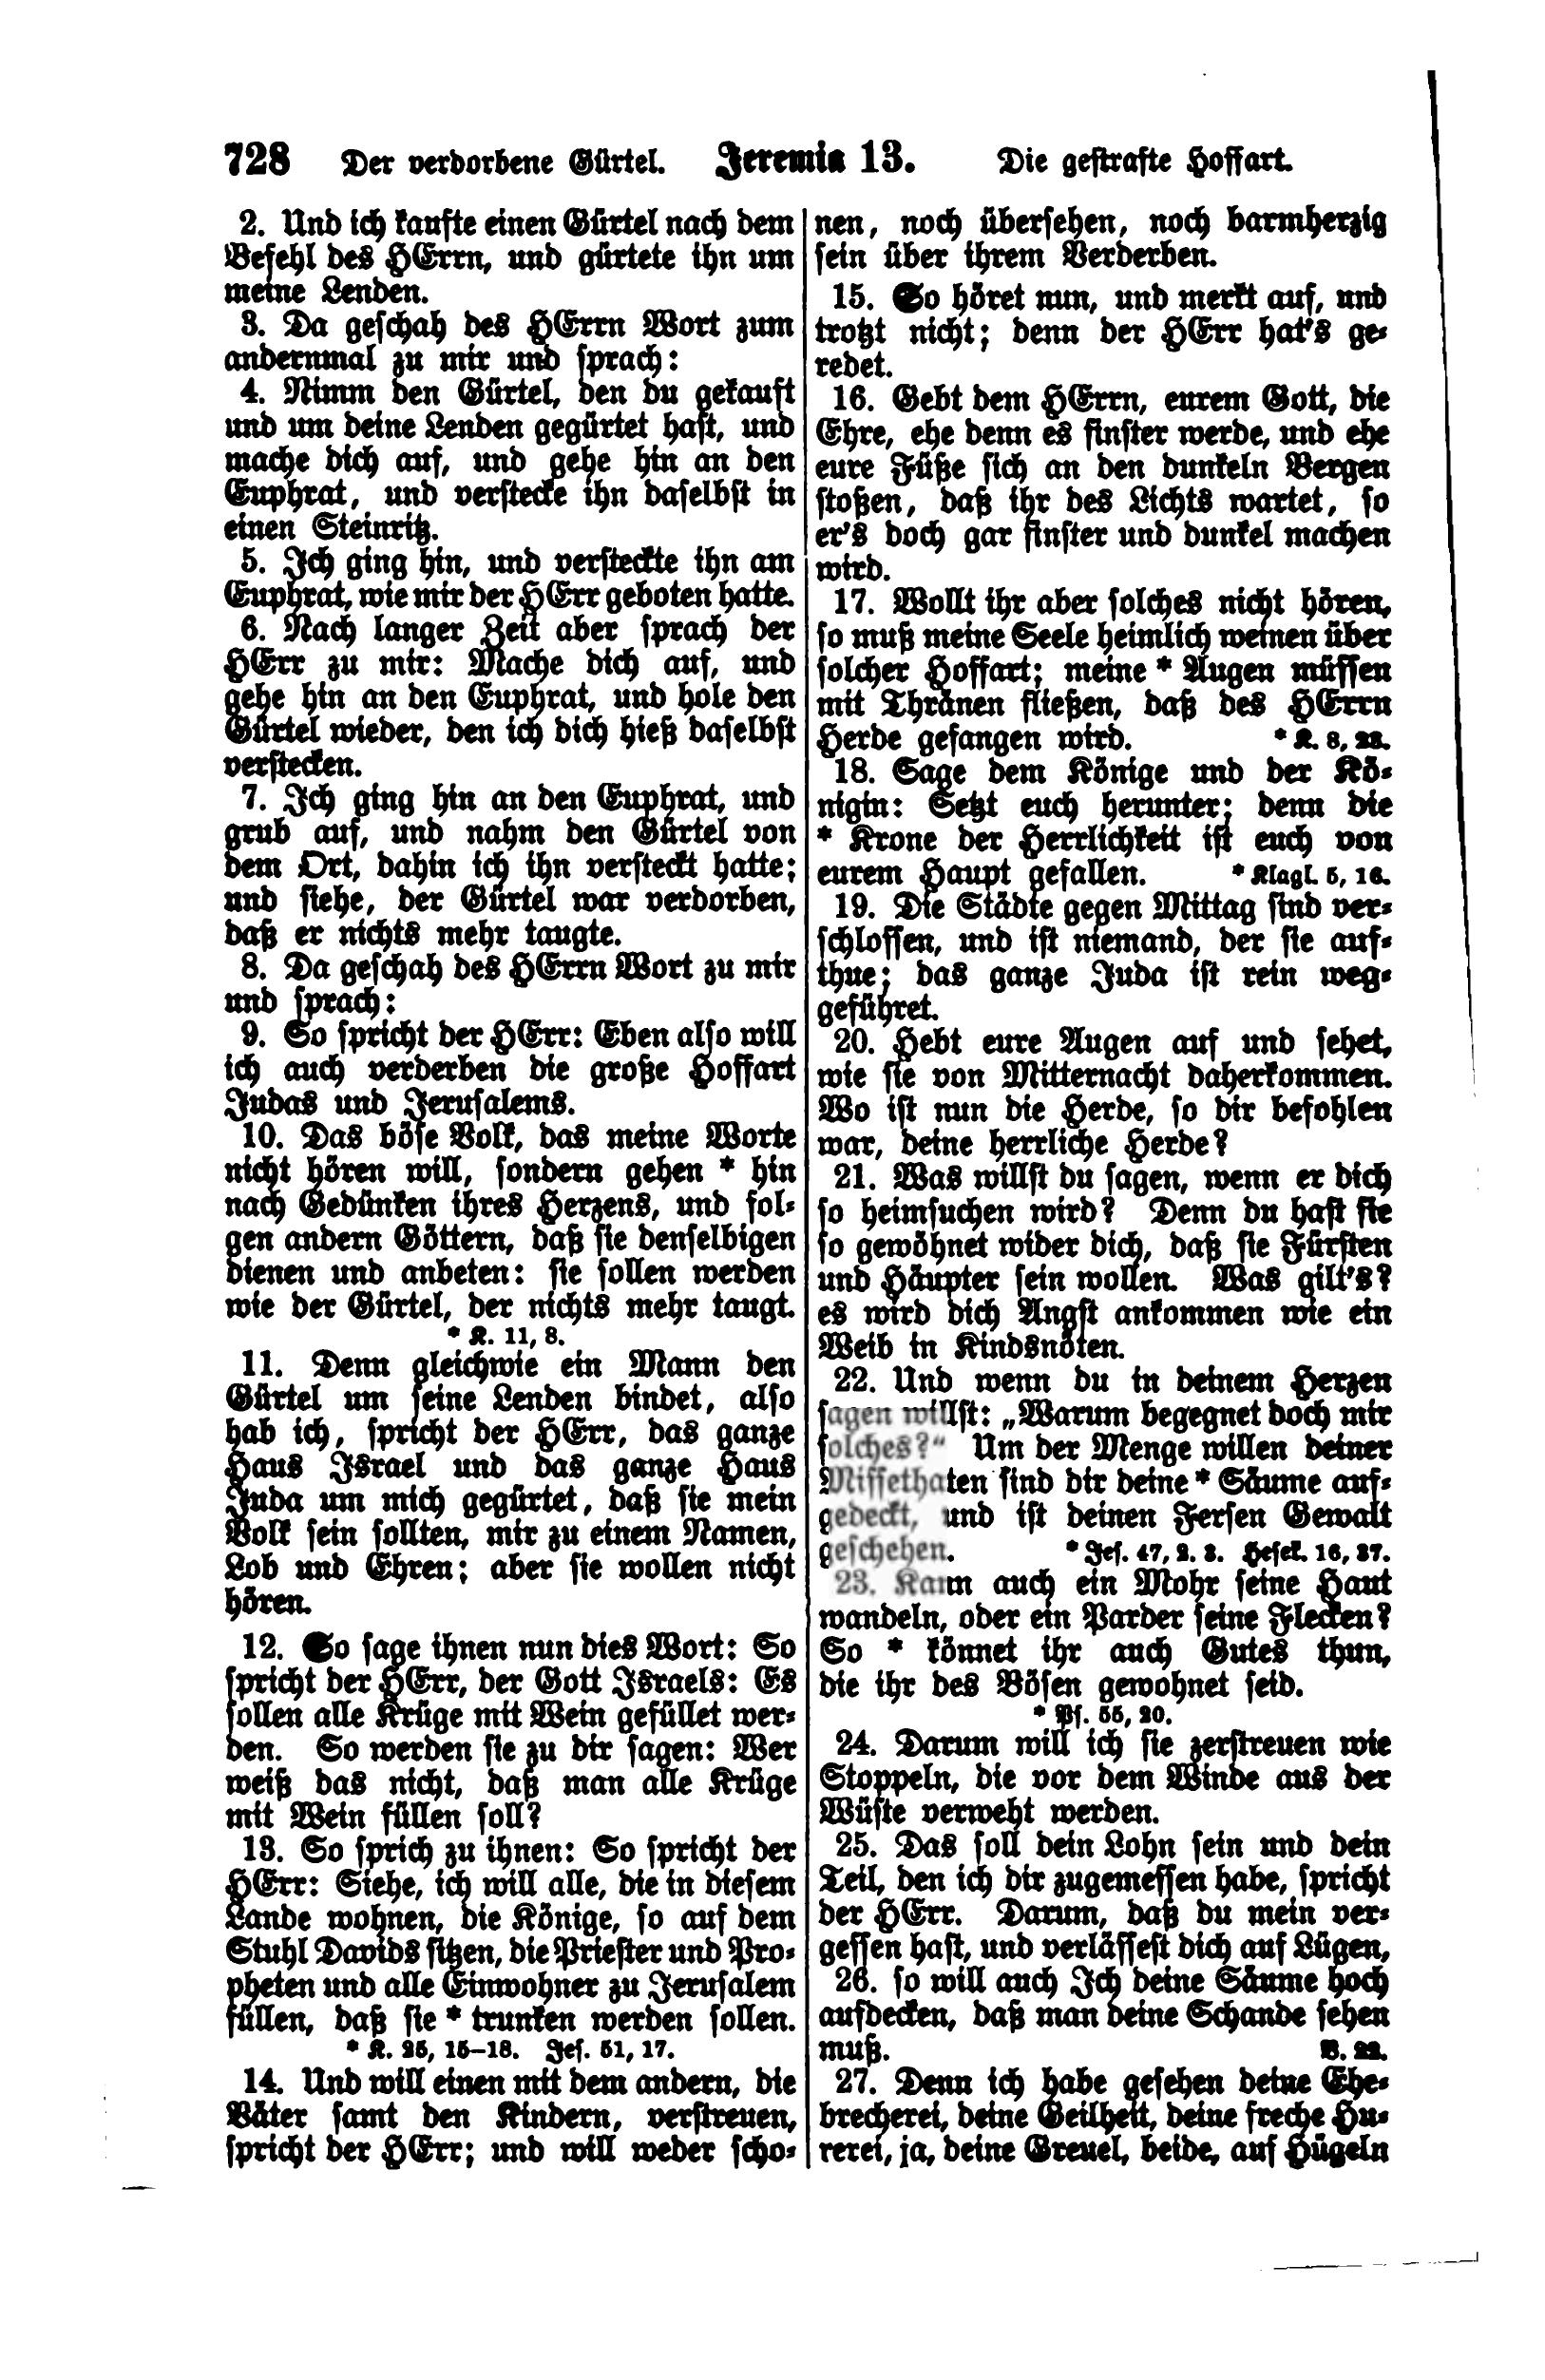 728 Der verdorbene Gürtel. Jeremia 13. Die gestrafte Hoffart.
2. Und ich kaufte einen Gürtel nach dem
Befehl des HErrn, und gürtete ihn um
meine Lenden.
3. Da geschah des HErrn Wort zum
andernmal zu mir und sprach:
4. Nimm den Gürtel, den du gekauft
und um deine Lenden gegürtet hast, und
mache dich auf, und gehe hin an den
Euphrat, und verstecke ihn daselbst in
einen Steinritz.
5. Ich ging hin, und versteckte ihn am
Euphrat, wie mir der HErr geboten hatte.
6. Nach langer Zeit aber sprach der
HErr zu mir: Mache dich auf, und
gehe hin an den Euphrat, und hole den
Gürtel wieder, den ich dich hieß daselbst
verstecken.
7. Ich ging hin an den Euphrat, und
grub auf, und nahm den Gürtel von
dem Ort, dahin ich ihn versteckt hatte;
und siehe, der Gürtel war verdorben,
daß er nichts mehr taugte.
8. Da geschah des HErrn Wort zu mir
und sprach:
9. So spricht der HErr: Eben also will
ich auch verderben die große Hoffart
Judas und Jerusalems.
10. Das böse Volk, das meine Worte
nicht hören will, sondern gehen * hin
nach Gedünken ihres Herzens, und fol-
gen andern Göttern, daß sie denselbigen
dienen und anbeten: sie sollen werden
wie der Gürtel, der nichts mehr taugt.
* K. 11, 8.
11. Denn gleichwie ein Mann den
Gürtel um seine Lenden bindet, also
hab ich, spricht der HErr, das ganze
Haus Israel und das ganze Haus
Juda um mich gegürtet, daß sie mein
Volk sein sollten, mir zu einem Namen,
Lob und Ehren; aber sie wollen nicht
hören.
12. So sage ihnen nun dies Wort: So
spricht der HErr, der Gott Israels: Es
sollen alle Krüge mit Wein gefüllet wer-
den. So werden sie zu dir sagen: Wer
weiß das nicht, daß man alle Krüge
mit Wein füllen soll?
13. So sprich zu ihnen: So spricht der
HErr: Siehe, ich will alle, die in diesem
Lande wohnen, die Könige, so auf dem
Stuhl Davids sitzen, die Priester und Pro-
pheten und alle Einwohner zu Jerusalem
füllen, daß sie * trunken werden sollen.
* K. 25, 15–18. Jes. 51, 17.
14. Und will einen mit dem andern, die
Väter samt den Kindern, verstreuen,
spricht der HErr; und will weder scho-
nen, noch übersehen, noch barmherzig
sein über ihrem Verderben.
15. So höret nun, und merkt auf, und
trotzt nicht; denn der HErr hat's ge-
redet.
16. Gebt dem HErrn, eurem Gott, die
Ehre, ehe denn es finster werde, und ehe
eure Füße sich an den dunkeln Bergen
stoßen, daß ihr des Lichts wartet, so
er's doch gar finster und dunkel machen
wird.
17. Wollt ihr aber solches nicht hören,
so muß meine Seele heimlich weinen über
solcher Hoffart; meine * Augen müssen
mit Thränen fließen, daß des HErrn
Herde gefangen wird. * K. 8, 23.
18. Sage dem Könige und der Kö-
nigin: Setzt euch herunter; denn die
* Krone der Herrlichkeit ist euch von
eurem Haupt gefallen. * Klagl. 5, 16.
19. Die Städte gegen Mittag sind ver-
schlossen, und ist niemand, der sie auf-
thue; das ganze Juda ist rein weg-
geführet.
20. Hebt eure Augen auf und sehet,
wie sie von Mitternacht daherkommen.
Wo ist nun die Herde, so dir befohlen
war, deine herrliche Herde?
21. Was willst du sagen, wenn er dich
so heimsuchen wird? Denn du hast sie
so gewöhnet wider dich, daß sie Fürsten
und Häupter sein wollen. Was gilt's?
es wird dich Angst ankommen wie ein
Weib in Kindsnöten.
22. Und wenn du in deinem Herzen
sagen willst: „Warum begegnet doch mir
solches?“ Um der Menge willen deiner
Missethaten sind dir deine * Säume auf-
gedeckt, und ist deinen Fersen Gewalt
geschehen. * Jes. 47, 2. 3. Hesek. 16, 37.
23. Kann auch ein Mohr seine Haut
wandeln, oder ein Parder seine Flecken?
So * könnet ihr auch Gutes thun,
die ihr des Bösen gewohnet seid.
* Ps. 55, 20.
24. Darum will ich sie zerstreuen wie
Stoppeln, die vor dem Winde aus der
Wüste verweht werden.
25. Das soll dein Lohn sein und dein
Teil, den ich dir zugemessen habe, spricht
der HErr. Darum, daß du mein ver-
gessen hast, und verlässest dich auf Lügen,
26. so will auch Ich deine Säume hoch
aufdecken, daß man deine Schande sehen
muß. V. 22.
27. Denn ich habe gesehen deine Ehe-
brecherei, deine Geilheit, deine freche Hu-
rerei, ja, deine Greuel, beide, auf Hügeln